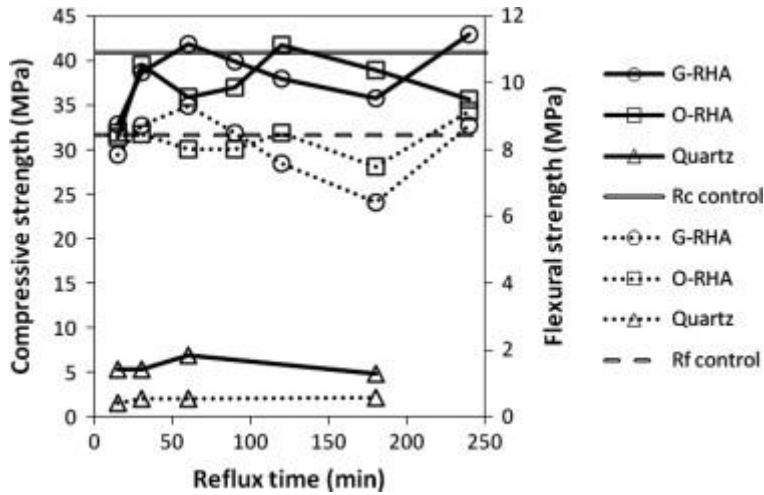 Compressive strength (MPa)
45
40
35
30
25
20
15
10
5
0
0
50
100
150
200
250
Reflux time (min)
12
10
8
6
4
2
0
Flexural strength (MPa)
G-RHA
O-RHA
Quartz
Rc control
G-RHA
O-RHA
Quartz
Rf control